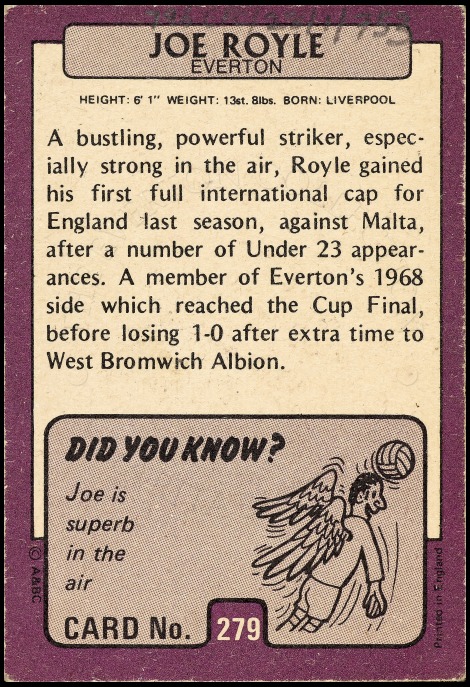 JOE ROYLE
EVERTON
HEIGHT: 6' 1" WEIGHT: 13st. 8lbs. BORN: LIVERPOOL
A bustling, powerful striker, espec-
ially strong in the air, Royle gained
his first full international cap for
England last season, against Malta,
after a number of Under 23 appear-
ances. A member of Everton's 1968
side which reached the Cup Final,
before losing 1-0 after extra time to
West Bromwich Albion.
DID YOU KNOW?
Joe is
superb
in the
air
CARD No. 279
© A&BC
Printed in England